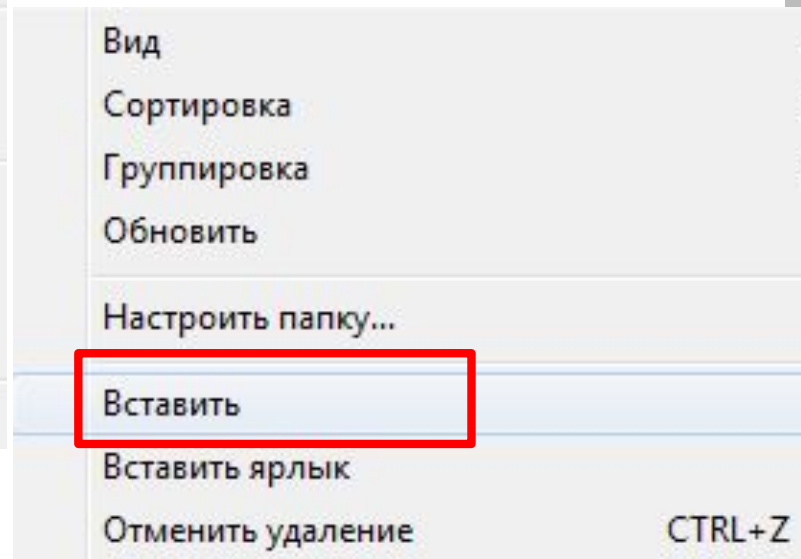 Вид
Сортировка
Группировка
Обновить
Настроить папку...
Вставить
Вставить ярлык
Отменить удаление CTRL+Z